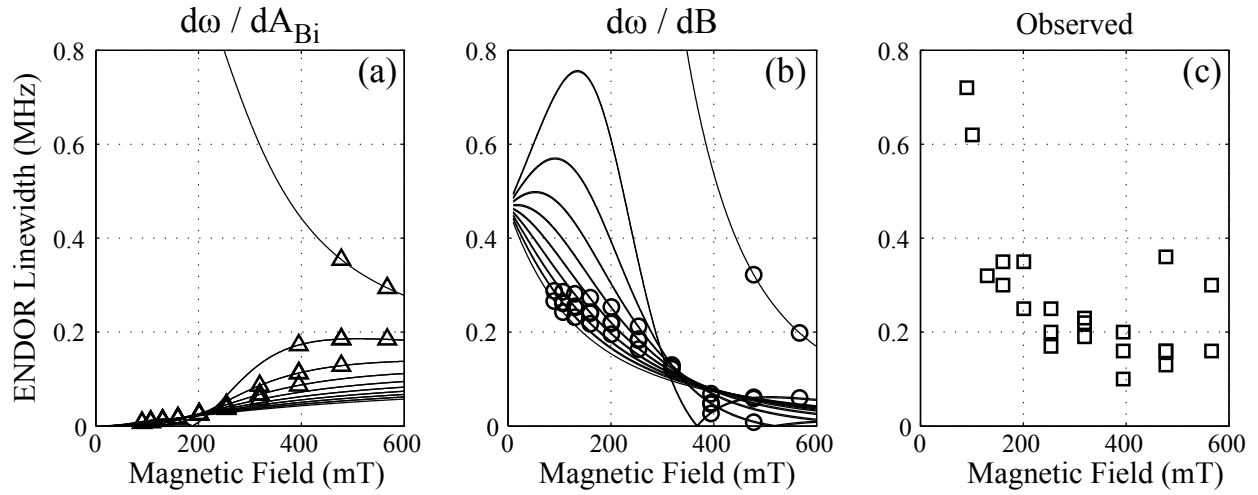 dω / dA_Bi
dω / dB
Observed
(a)
(b)
(c)
ENDOR Linewidth (MHz)
0.8
0.6
0.4
0.2
0
0 200 400 600
Magnetic Field (mT)
0.8
0.6
0.4
0.2
0
0 200 400 600
Magnetic Field (mT)
0.8
0.6
0.4
0.2
0
0 200 400 600
Magnetic Field (mT)